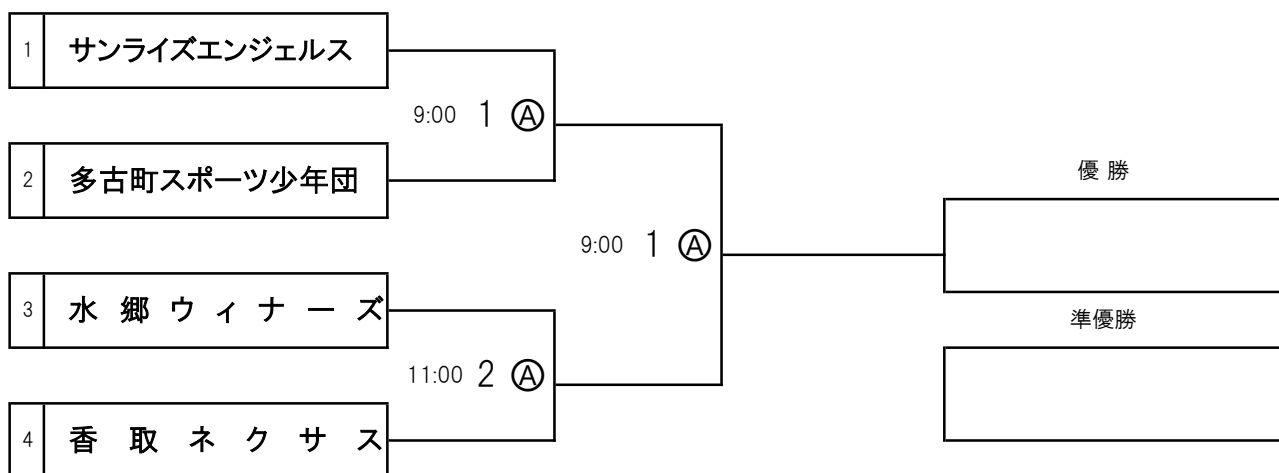 1 サンライズエンジェルス
9:00 1 Ⓐ
2 多古町スポーツ少年団
優 勝
9:00 1 Ⓐ
3 水 郷 ウ ィ ナ ー ズ
準優勝
11:00 2 Ⓐ
4 香 取 ネ ク サ ス